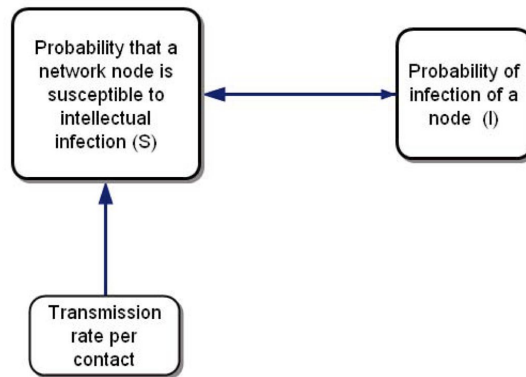 Probability that a
network node is
susceptible to
intellectual
infection (S)
Probability of
infection of a
node (I)
Transmission
rate per
contact